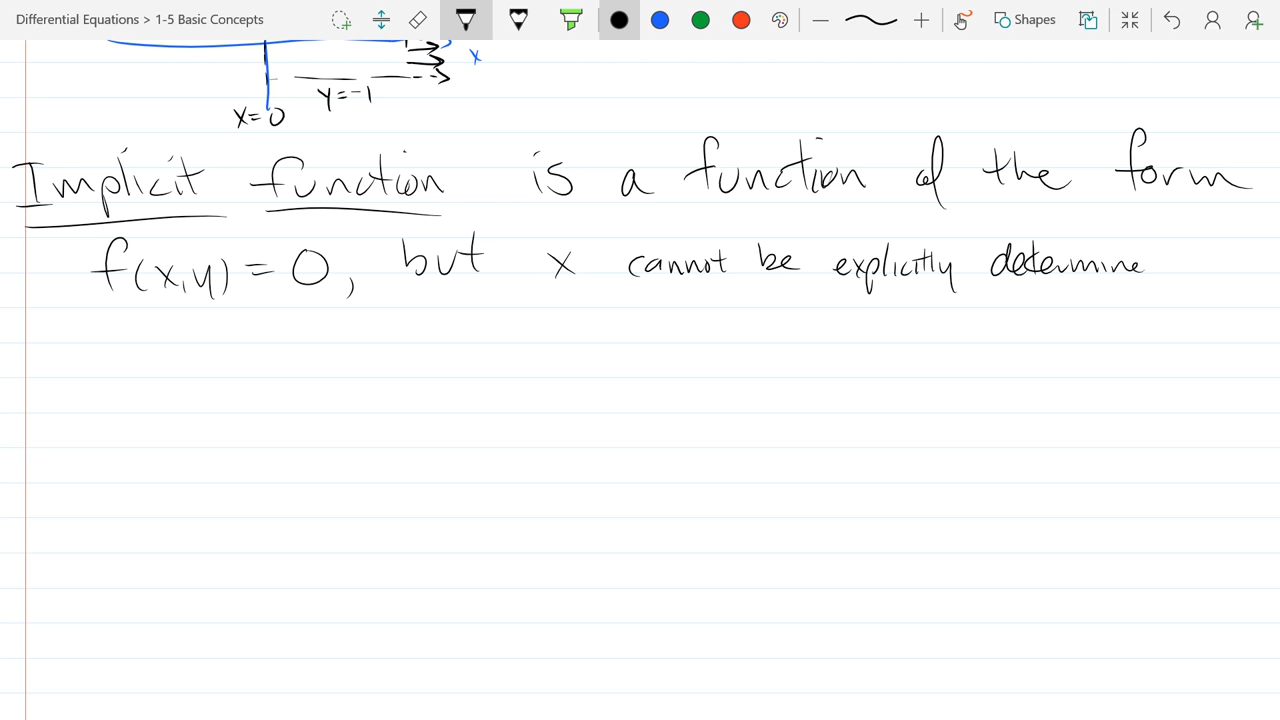 Differential Equations > 1-5 Basic Concepts
Shapes
x
y=-1
x=0
Implicit function is a function of the form
f(x,y) = 0, but x cannot be explicitly determine